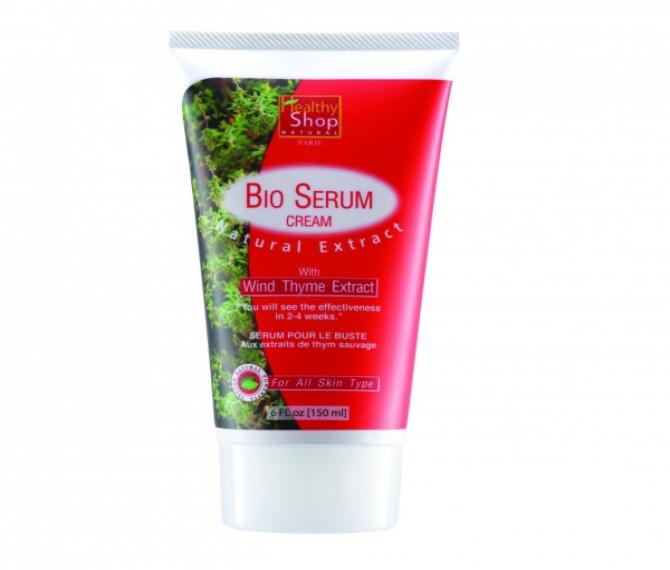 Healthy
Shop
NATURAL
PARIS
BIO SERUM
CREAM
Natural Extract
With
Wind Thyme Extract
"You will see the effectiveness
in 2-4 weeks."
SERUM POUR LE BUSTE
Aux extraits de thym sauvage
For All Skin Type
6 FL oz [150 ml]